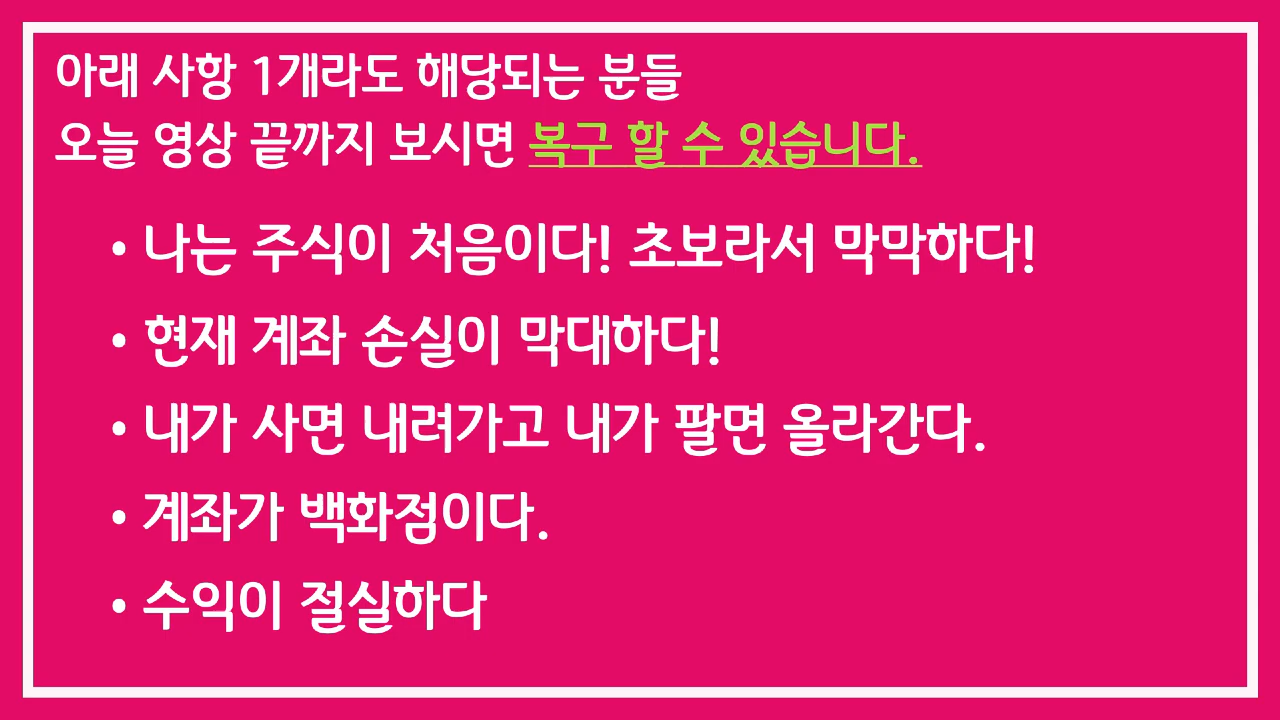 아래 사항 1개라도 해당되는 분들
오늘 영상 끝까지 보시면 복구 할 수 있습니다.
• 나는 주식이 처음이다! 초보라서 막막하다!
• 현재 계좌 손실이 막대하다!
• 내가 사면 내려가고 내가 팔면 올라간다.
• 계좌가 백화점이다.
• 수익이 절실하다